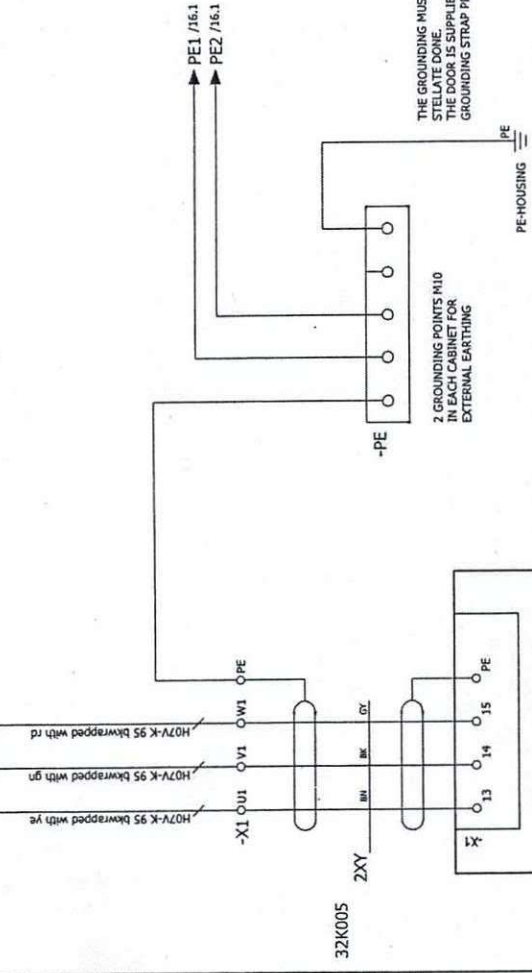 PE1 /16.1
PE2 /16.1
THE GROUNDING MUS
STELLATE DONE.
THE DOOR IS SUPPLIE
GROUNDING STRAP P
PE
PE-HOUSING
2 GROUNDING POINTS M10
IN EACH CABINET FOR
EXTERNAL EARTHING
-PE
H07V-K 95 bkwrapped with ye
H07V-K 95 bkwrapped with gn
H07V-K 95 bkwrapped with rd
-X1 U1 V1 W1 PE
2XY BN BK GY
32K005
-X1 13 14 15 PE